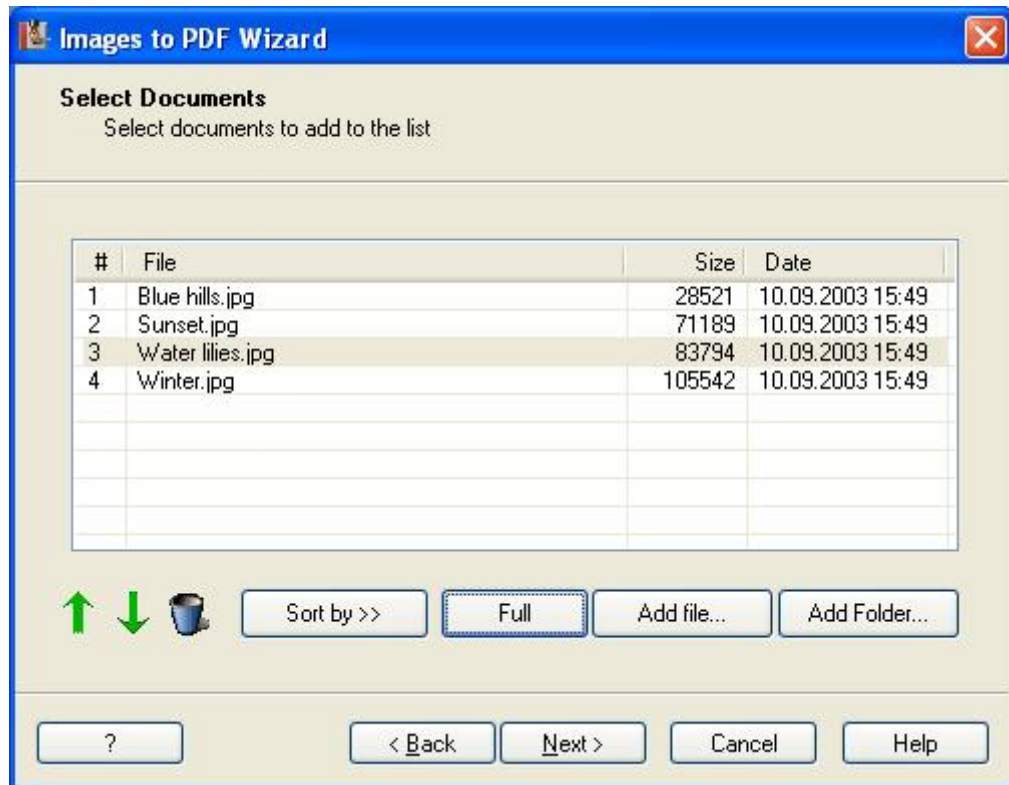 Images to PDF Wizard
Select Documents
Select documents to add to the list
# File Size Date
1 Blue hills.jpg 28521 10.09.2003 15:49
2 Sunset.jpg 71189 10.09.2003 15:49
3 Water lilies.jpg 83794 10.09.2003 15:49
4 Winter.jpg 105542 10.09.2003 15:49
Sort by >> Full Add file... Add Folder...
? < Back Next > Cancel Help